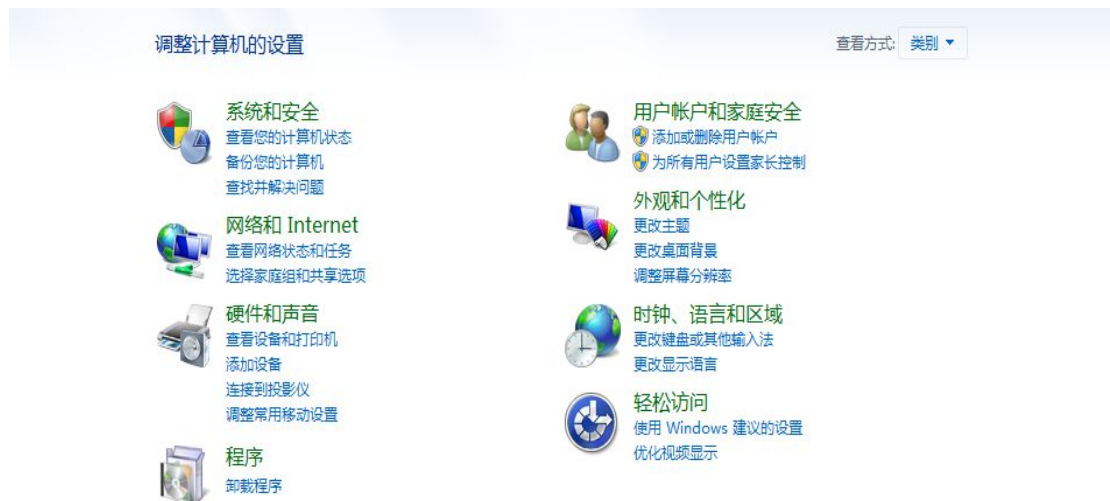 调整计算机的设置
查看方式: 类别
系统和安全
查看您的计算机状态
备份您的计算机
查找并解决问题
网络和 Internet
查看网络状态和任务
选择家庭组和共享选项
硬件和声音
查看设备和打印机
添加设备
连接到投影仪
调整常用移动设置
程序
卸载程序
用户帐户和家庭安全
添加或删除用户帐户
为所有用户设置家长控制
外观和个性化
更改主题
更改桌面背景
调整屏幕分辨率
时钟、语言和区域
更改键盘或其他输入法
更改显示语言
轻松访问
使用 Windows 建议的设置
优化视频显示